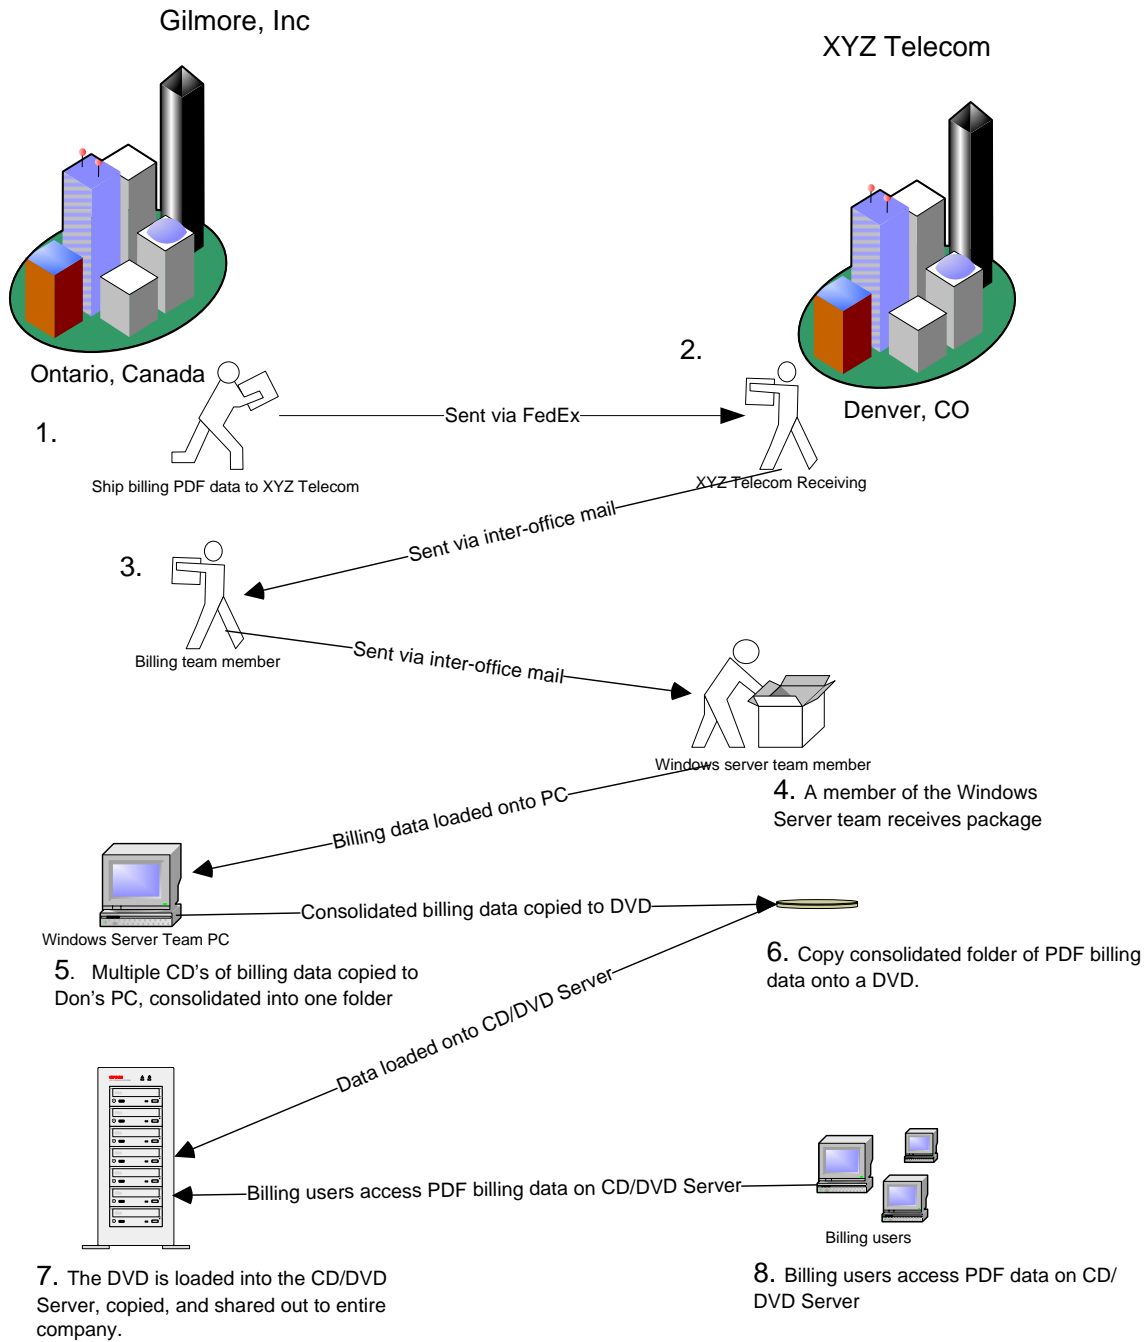 Gilmore, Inc
XYZ Telecom
Ontario, Canada
2.
Denver, CO
1.
Sent via FedEx
Ship billing PDF data to XYZ Telecom
XYZ Telecom Receiving
Sent via inter-office mail
3.
Billing team member
Sent via inter-office mail
Windows server team member
4. A member of the Windows
Server team receives package
Billing data loaded onto PC
Windows Server Team PC
Consolidated billing data copied to DVD
5. Multiple CD's of billing data copied to
Don's PC, consolidated into one folder
6. Copy consolidated folder of PDF billing
data onto a DVD.
Data loaded onto CD/DVD Server
Billing users access PDF billing data on CD/DVD Server
Billing users
7. The DVD is loaded into the CD/DVD
Server, copied, and shared out to entire
company.
8. Billing users access PDF data on CD/
DVD Server